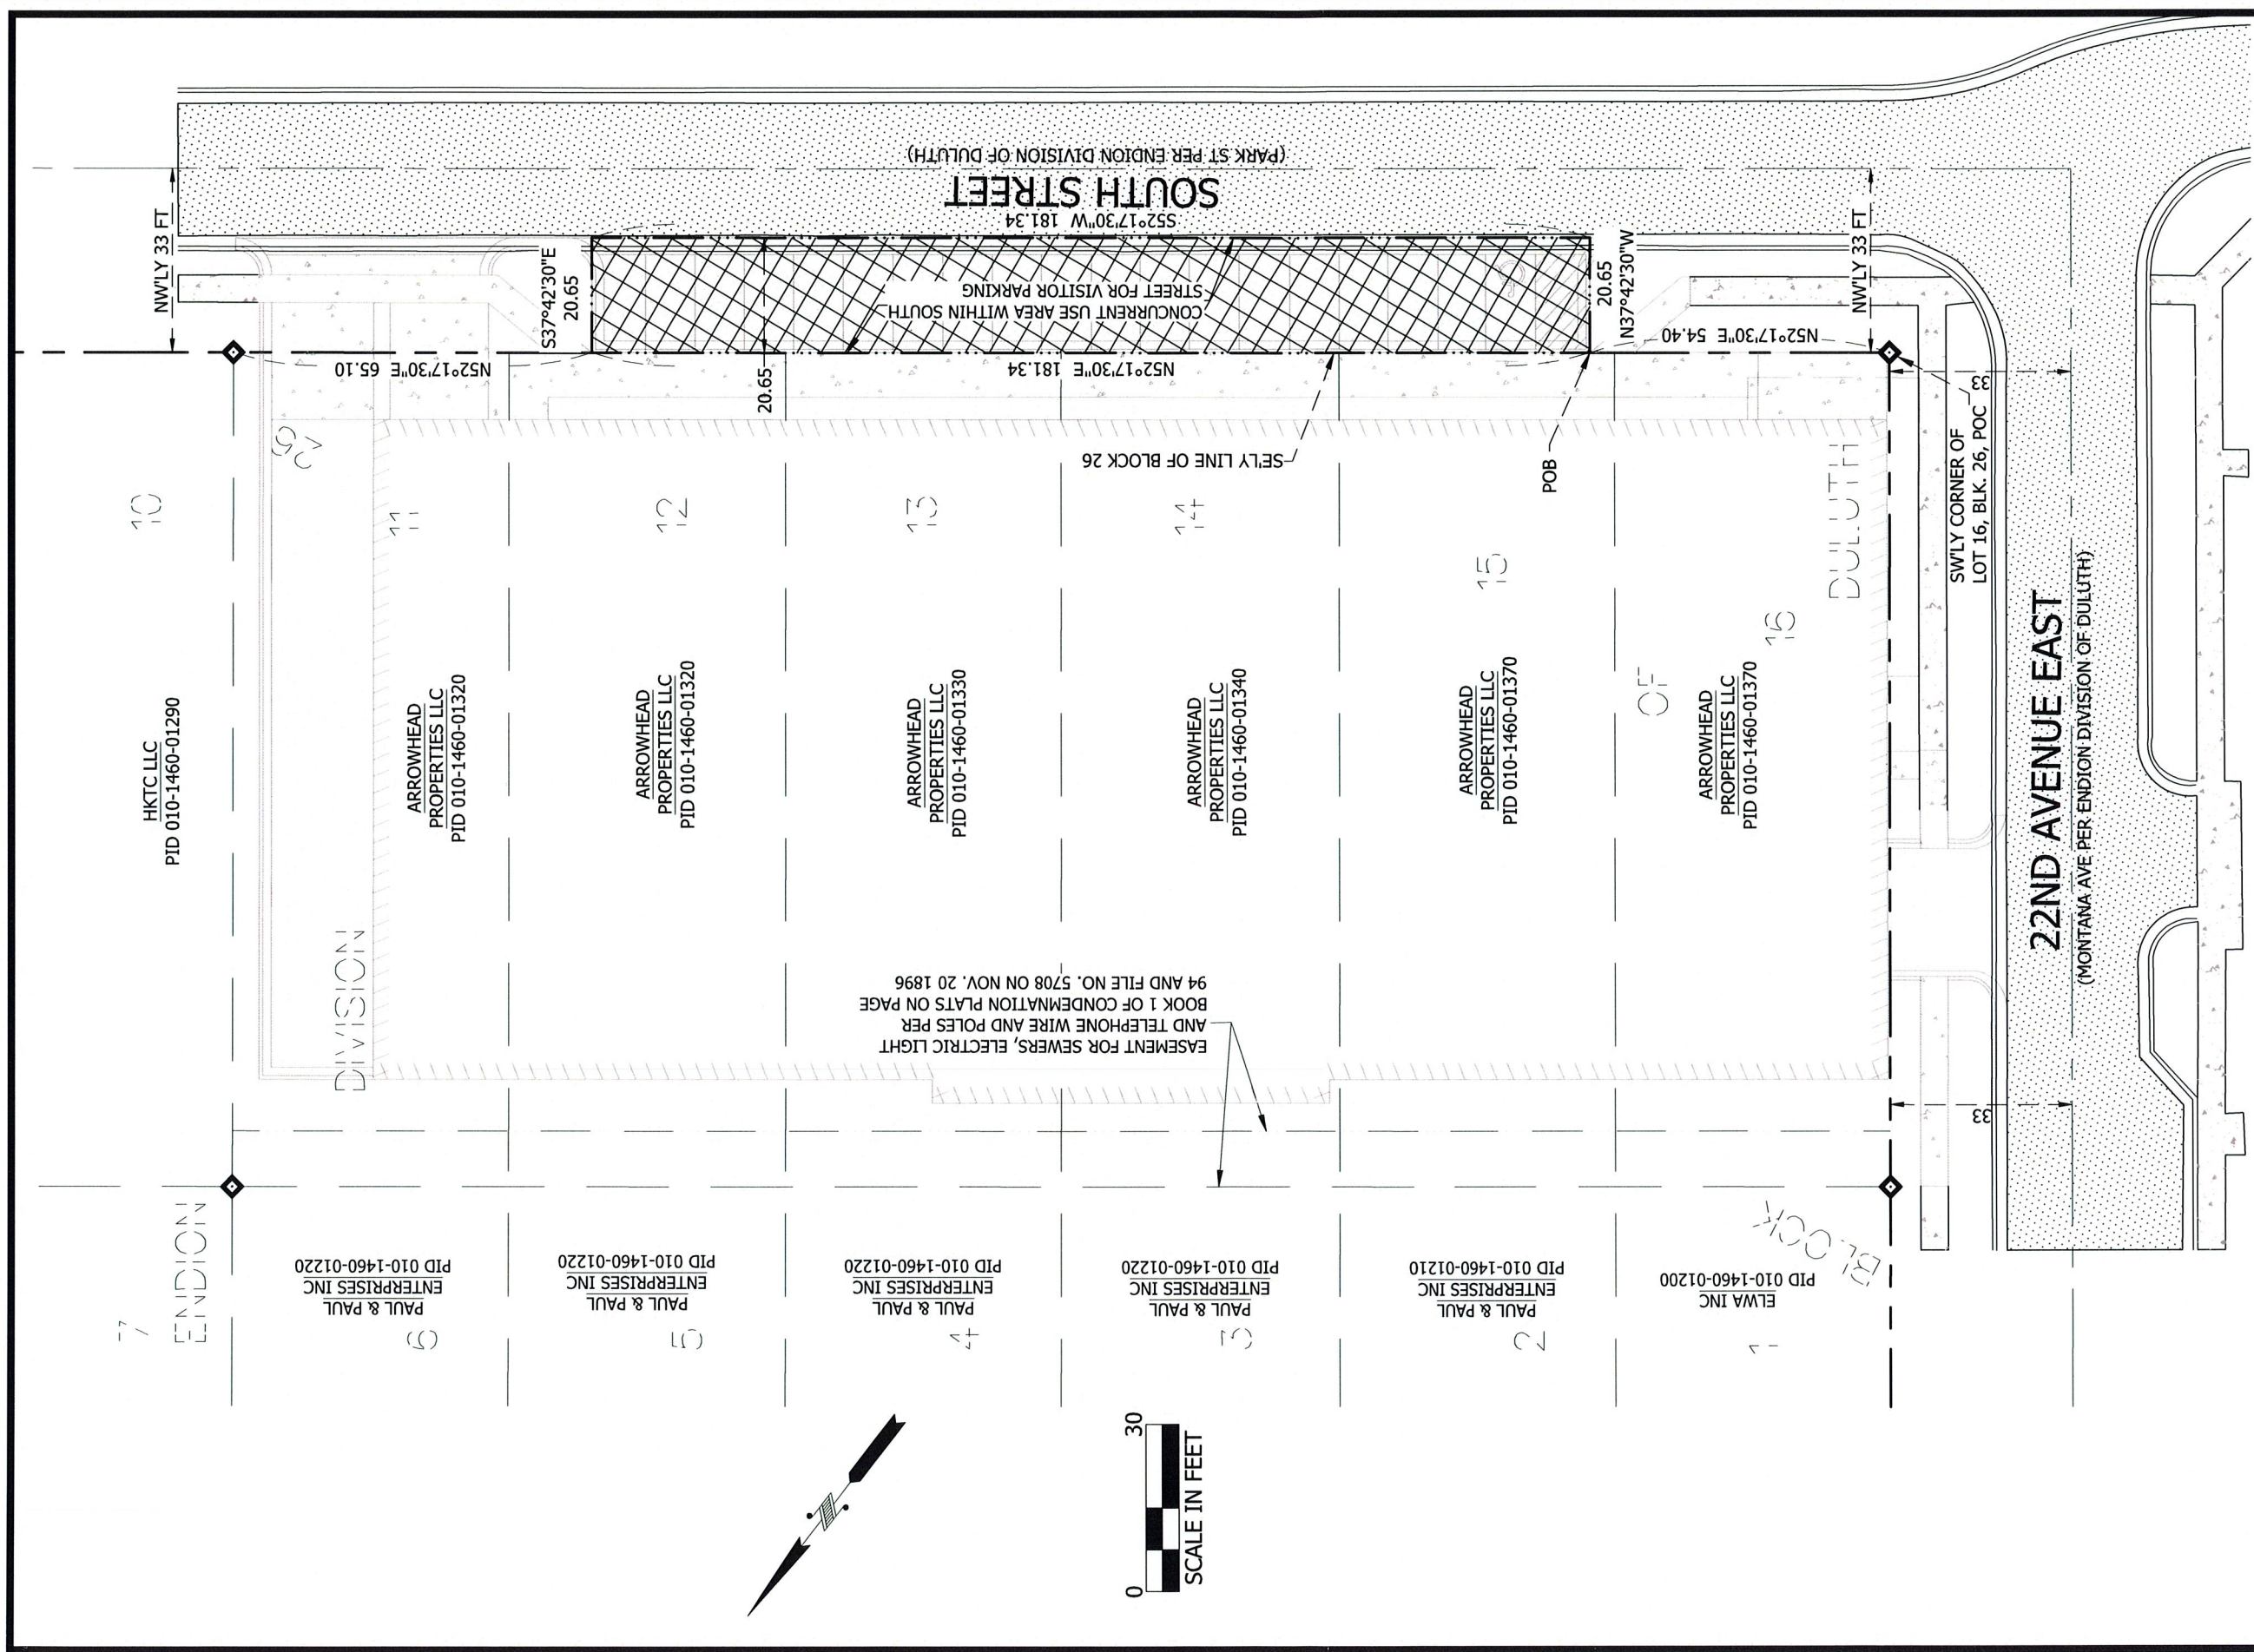 (PARK ST PER ENDION DIVISION OF DULUTH)
SOUTH STREET
S52°17'30"W 181.34
NW'LY 33 FT
NW'LY 33 FT
S37°42'30"E
20.65
CONCURRENT USE AREA WITHIN SOUTH
STREET FOR VISITOR PARKING
20.65
N37°42'30"W
N52°17'30"E 65.10
N52°17'30"E 181.34
N52°17'30"E 54.40
20.65
33
SE'LY LINE OF BLOCK 26
POB
SW'LY CORNER OF
LOT 16, BLK. 26, POC
26
10
11
12
13
14
15
16
DULUTH
OF
HKTC LLC
PID 010-1460-01290
ARROWHEAD
PROPERTIES LLC
PID 010-1460-01320
ARROWHEAD
PROPERTIES LLC
PID 010-1460-01320
ARROWHEAD
PROPERTIES LLC
PID 010-1460-01330
ARROWHEAD
PROPERTIES LLC
PID 010-1460-01340
ARROWHEAD
PROPERTIES LLC
PID 010-1460-01370
ARROWHEAD
PROPERTIES LLC
PID 010-1460-01370
22ND AVENUE EAST
(MONTANA AVE PER ENDION DIVISION OF DULUTH)
DIVISION
EASEMENT FOR SEWERS, ELECTRIC LIGHT
AND TELEPHONE WIRE AND POLES PER
BOOK 1 OF CONDEMNATION PLATS ON PAGE
94 AND FILE NO. 5708 ON NOV. 20 1896
33
ENDION
BLOCK
PAUL & PAUL
ENTERPRISES INC
PID 010-1460-01220
PAUL & PAUL
ENTERPRISES INC
PID 010-1460-01220
PAUL & PAUL
ENTERPRISES INC
PID 010-1460-01220
PAUL & PAUL
ENTERPRISES INC
PID 010-1460-01220
PAUL & PAUL
ENTERPRISES INC
PID 010-1460-01210
ELWA INC
PID 010-1460-01200
7
6
5
4
3
2
1
0
30
SCALE IN FEET